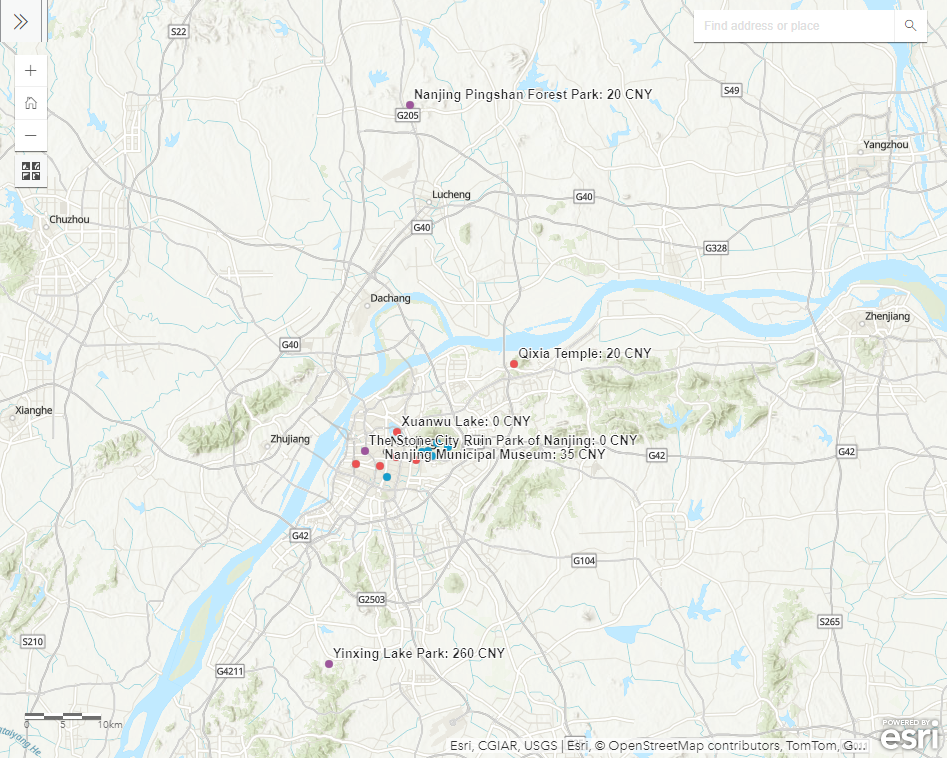 Find address or place
S22
Nanjing Pingshan Forest Park: 20 CNY
S49
G205
Yangzhou
Lucheng
G40
Chuzhou
G40
G328
Dachang
Zhenjiang
G40
Qixia Temple: 20 CNY
Xianghe
Xuanwu Lake: 0 CNY
Zhujiang
The Stone City Ruin Park of Nanjing: 0 CNY
G42
Nanjing Municipal Museum: 35 CNY
G42
G42
G104
G2503
S265
S210
Yinxing Lake Park: 260 CNY
G4211
0 5 10km
POWERED BY
esri
Esri, CGIAR, USGS | Esri, © OpenStreetMap contributors, TomTom, G...